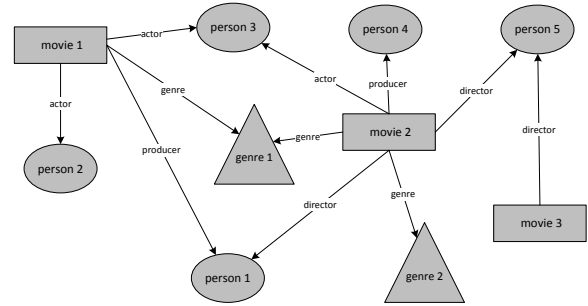 movie 1
actor
person 3
person 4
person 5
actor
producer
director
genre
actor
genre
movie 2
director
producer
genre 1
person 2
director
genre
movie 3
person 1
genre 2